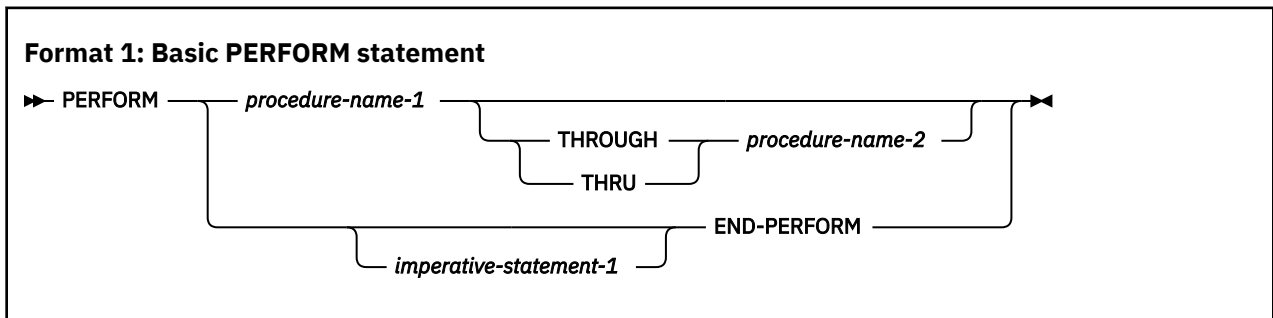 Format 1: Basic PERFORM statement
PERFORM procedure-name-1
THROUGH procedure-name-2
THRU
END-PERFORM
imperative-statement-1